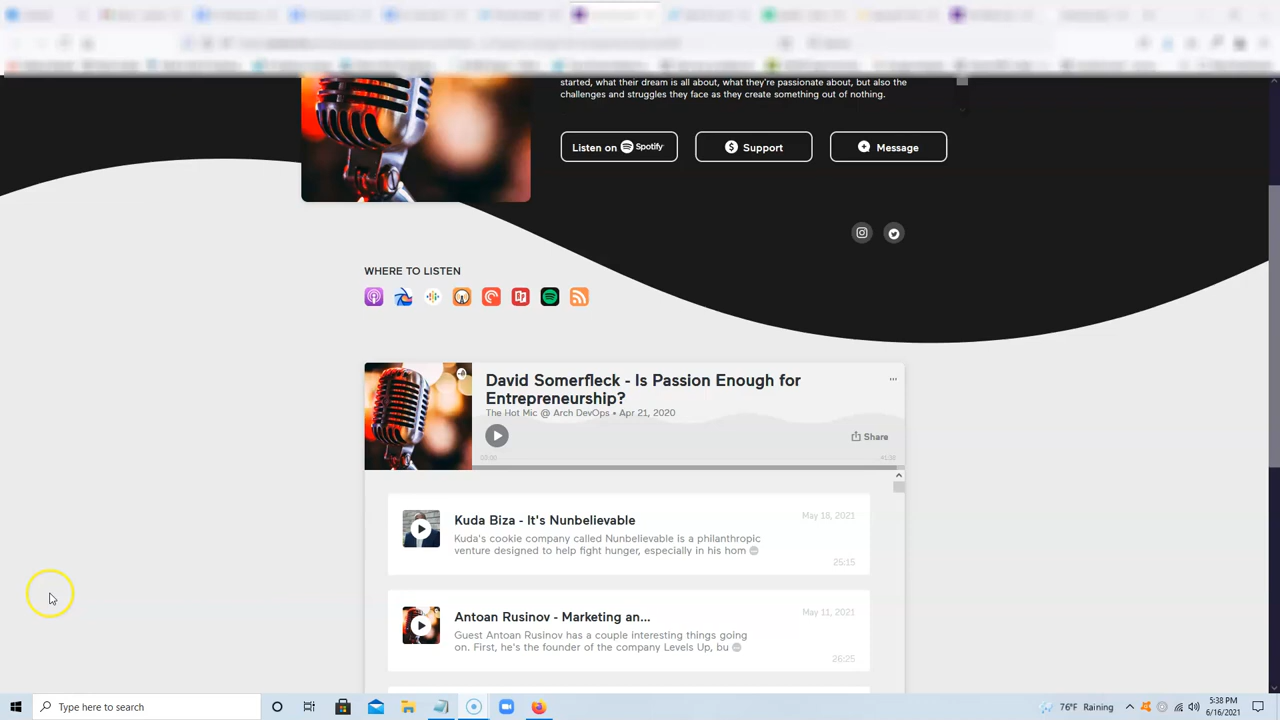 started, what their dream is all about, what they're passionate about, but also the
challenges and struggles they face as they create something out of nothing.
Listen on Spotify
Support
Message
WHERE TO LISTEN
David Somerfleck - Is Passion Enough for
Entrepreneurship?
The Hot Mic @ Arch DevOps • Apr 21, 2020
Share
00:00
41:38
Kuda Biza - It's Nunbelievable
May 18, 2021
Kuda's cookie company called Nunbelievable is a philanthropic
venture designed to help fight hunger, especially in his hom
25:15
Antoan Rusinov - Marketing an...
May 11, 2021
Guest Antoan Rusinov has a couple interesting things going
on. First, he's the founder of the company Levels Up, bu
26:25
Type here to search
76°F Raining
5:38 PM
6/16/2021